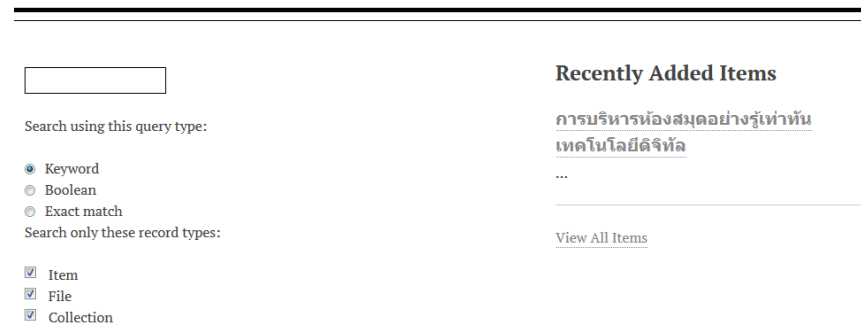 Search using this query type:
Keyword
Boolean
Exact match
Search only these record types:
Item
File
Collection
Recently Added Items
การบริหารห้องสมุดอย่างรู้เท่าทัน
เทคโนโลยีดิจิทัล
...
View All Items